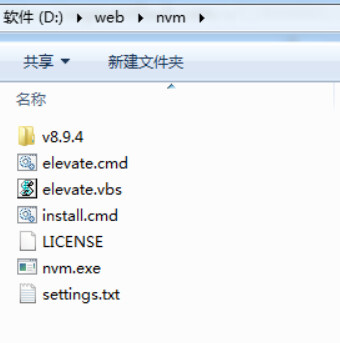 软件 (D:) ▸ web ▸ nvm ▸
共享 ▼ 新建文件夹
名称
v8.9.4
elevate.cmd
elevate.vbs
install.cmd
LICENSE
nvm.exe
settings.txt